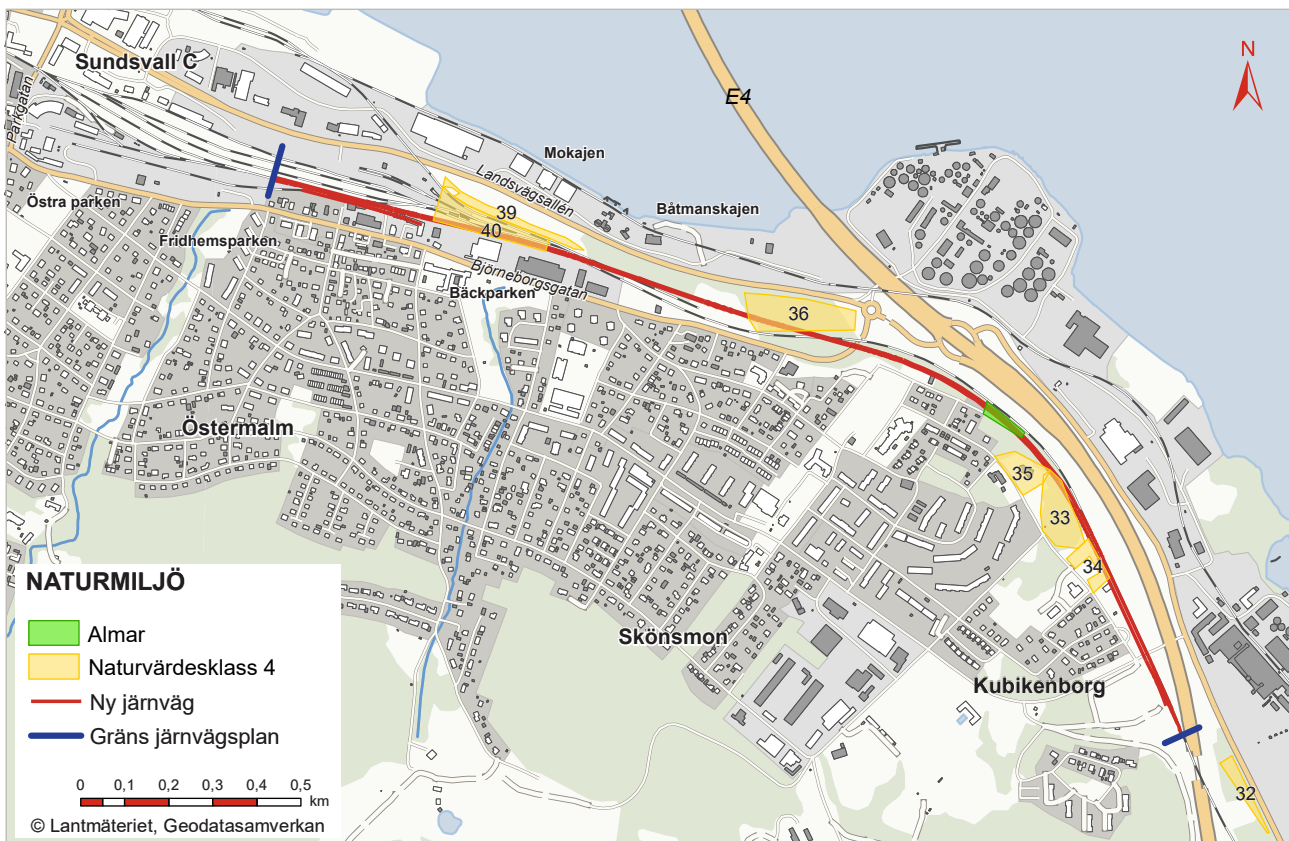 Sundsvall C
E4
N
Parkgatan
Mokajen
Landsvägsallén
Östra parken
Båtmanskajen
39
40
Fridhemsparken
Björneborgsgatan
Bäckparken
36
Östermalm
35
33
34
Skönsmon
Kubikenborg
32
NATURMILJÖ
Almar
Naturvärdesklass 4
Ny järnväg
Gräns järnvägsplan
0 0,1 0,2 0,3 0,4 0,5
km
© Lantmäteriet, Geodatasamverkan